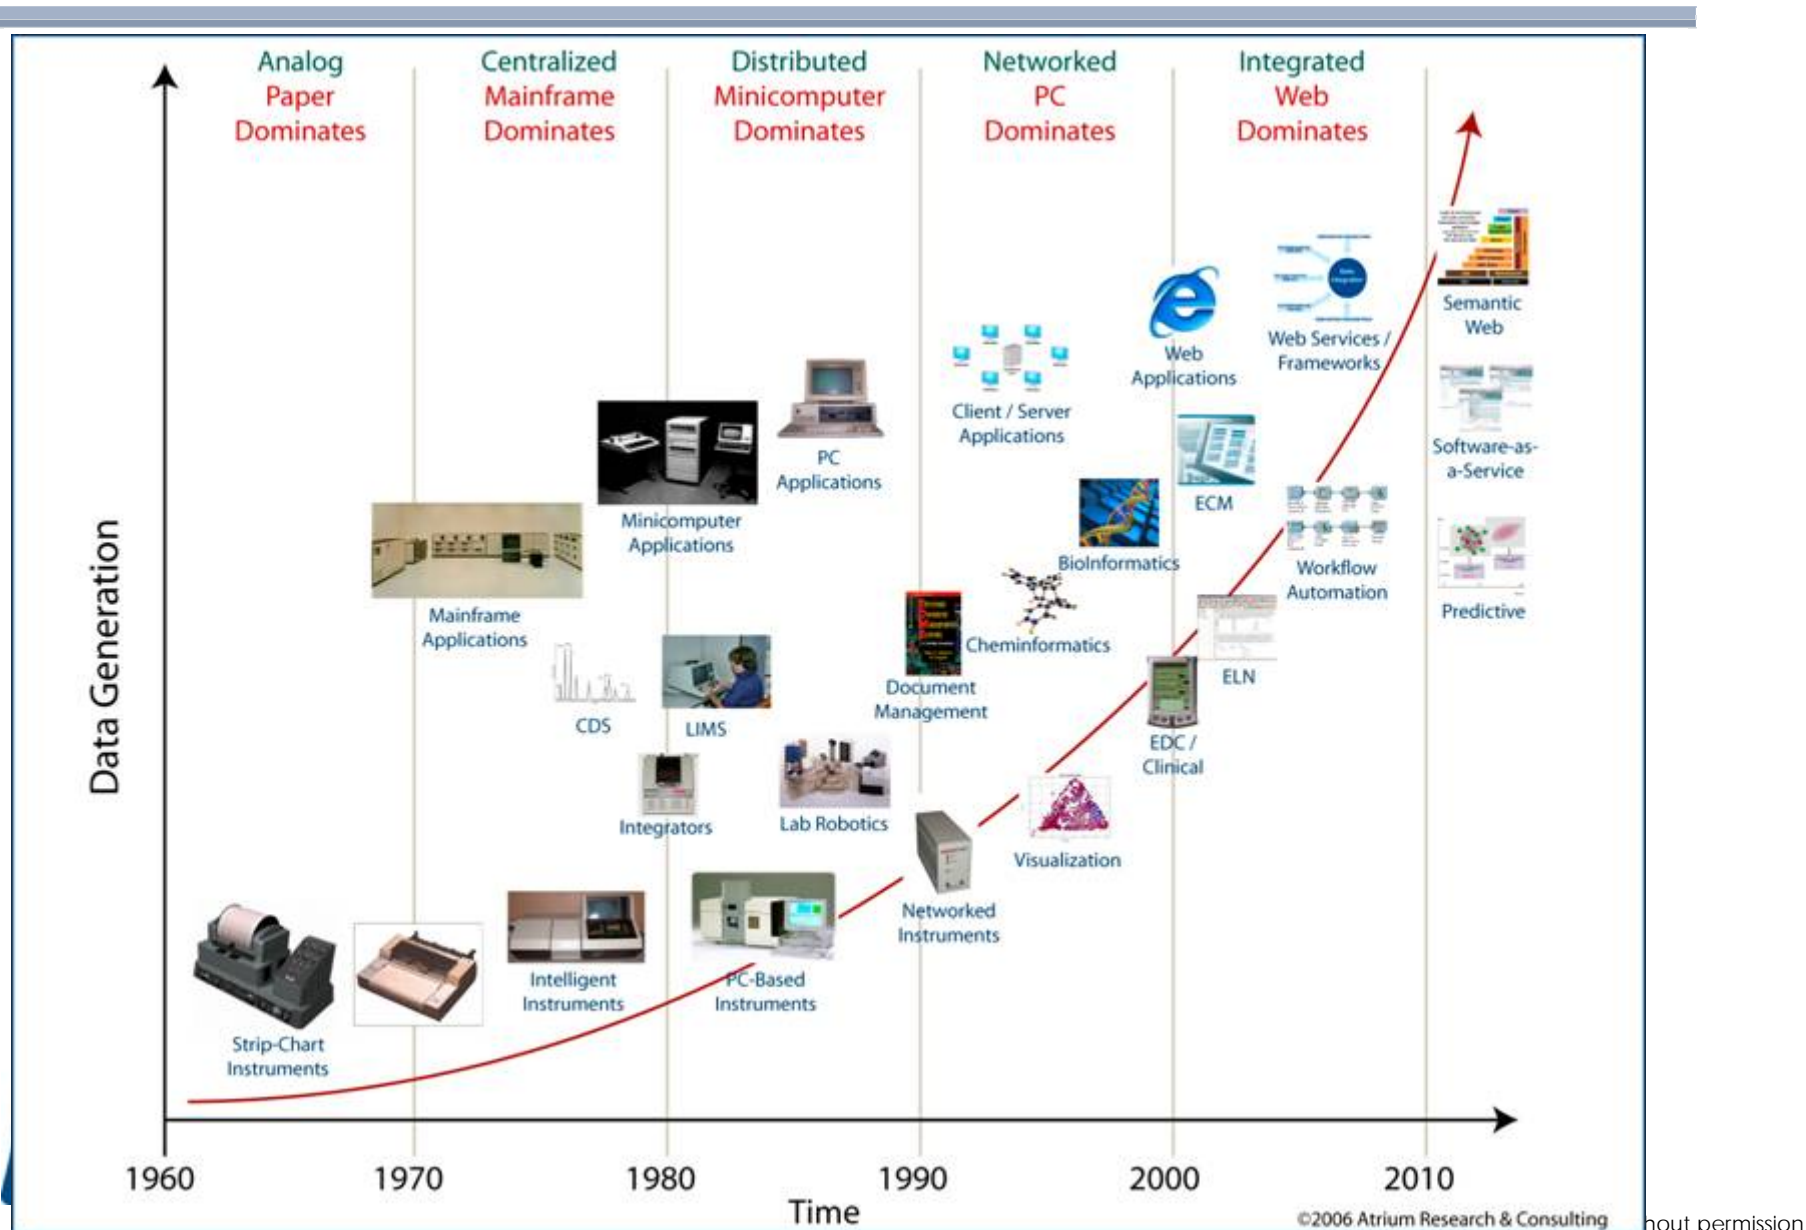 Analog
Paper
Dominates
Centralized
Mainframe
Dominates
Distributed
Minicomputer
Dominates
Networked
PC
Dominates
Integrated
Web
Dominates
Data Generation
Semantic
Web
Web Services /
Frameworks
Web
Applications
Client / Server
Applications
PC
Applications
Software-as-
a-Service
ECM
Minicomputer
Applications
BioInformatics
Workflow
Automation
Predictive
Mainframe
Applications
Cheminformatics
Document
Management
ELN
CDS
LIMS
EDC /
Clinical
Integrators
Lab Robotics
Visualization
Networked
Instruments
Intelligent
Instruments
PC-Based
Instruments
Strip-Chart
Instruments
1960
1970
1980
1990
2000
2010
Time
©2006 Atrium Research & Consulting
hout permission